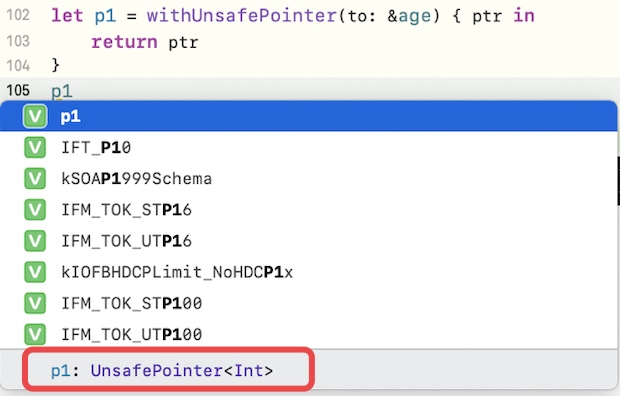 102 let p1 = withUnsafePointer(to: &age) { ptr in
103     return ptr
104 }
105 p1
V p1
V IFT_P10
V kSOAP1999Schema
V IFM_TOK_STP16
V IFM_TOK_UTP16
V kIOFBHDCPLimit_NoHDCP1x
V IFM_TOK_STP100
V IFM_TOK_UTP100
p1: UnsafePointer<Int>